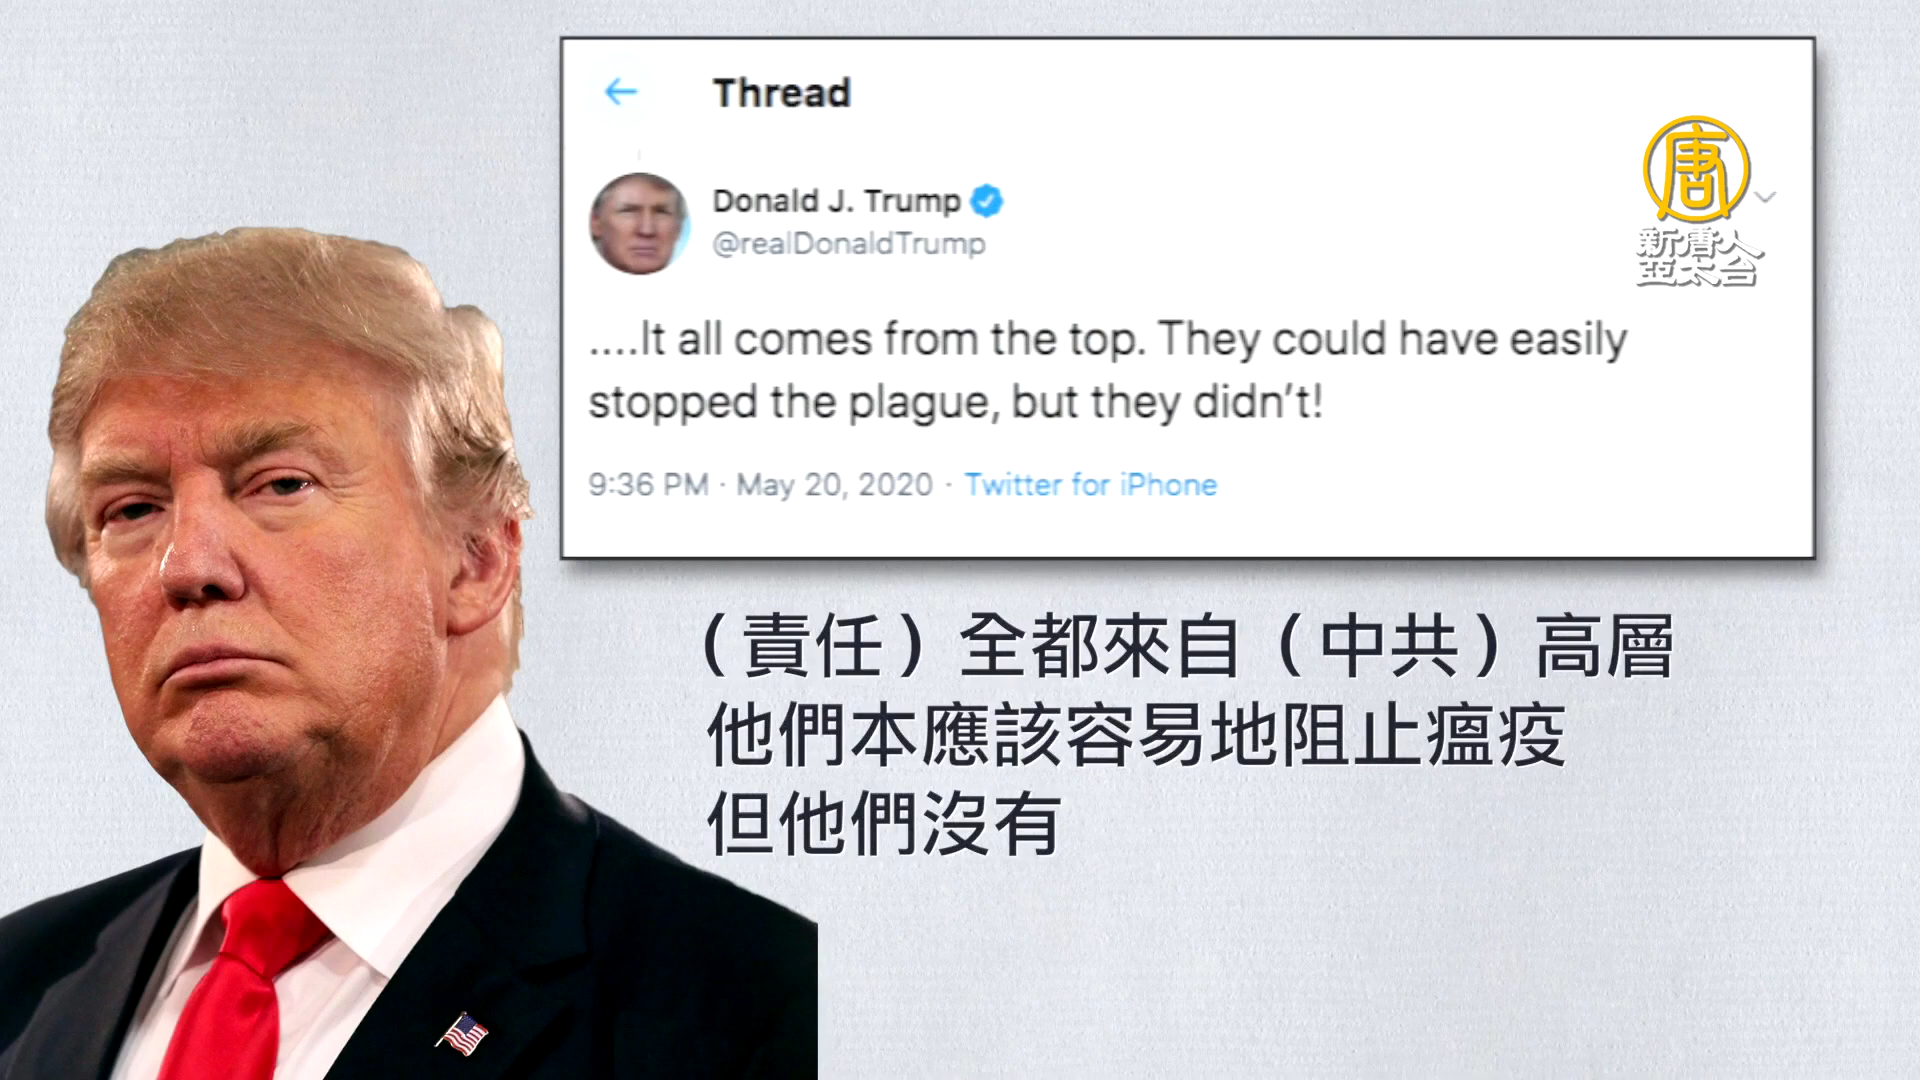 Thread
Donald J. Trump
@realDonaldTrump
....It all comes from the top. They could have easily
stopped the plague, but they didn't!
9:36 PM · May 20, 2020 · Twitter for iPhone
唐
新唐人
亞太台
（責任）全都來自（中共）高層
他們本應該容易地阻止瘟疫
但他們沒有